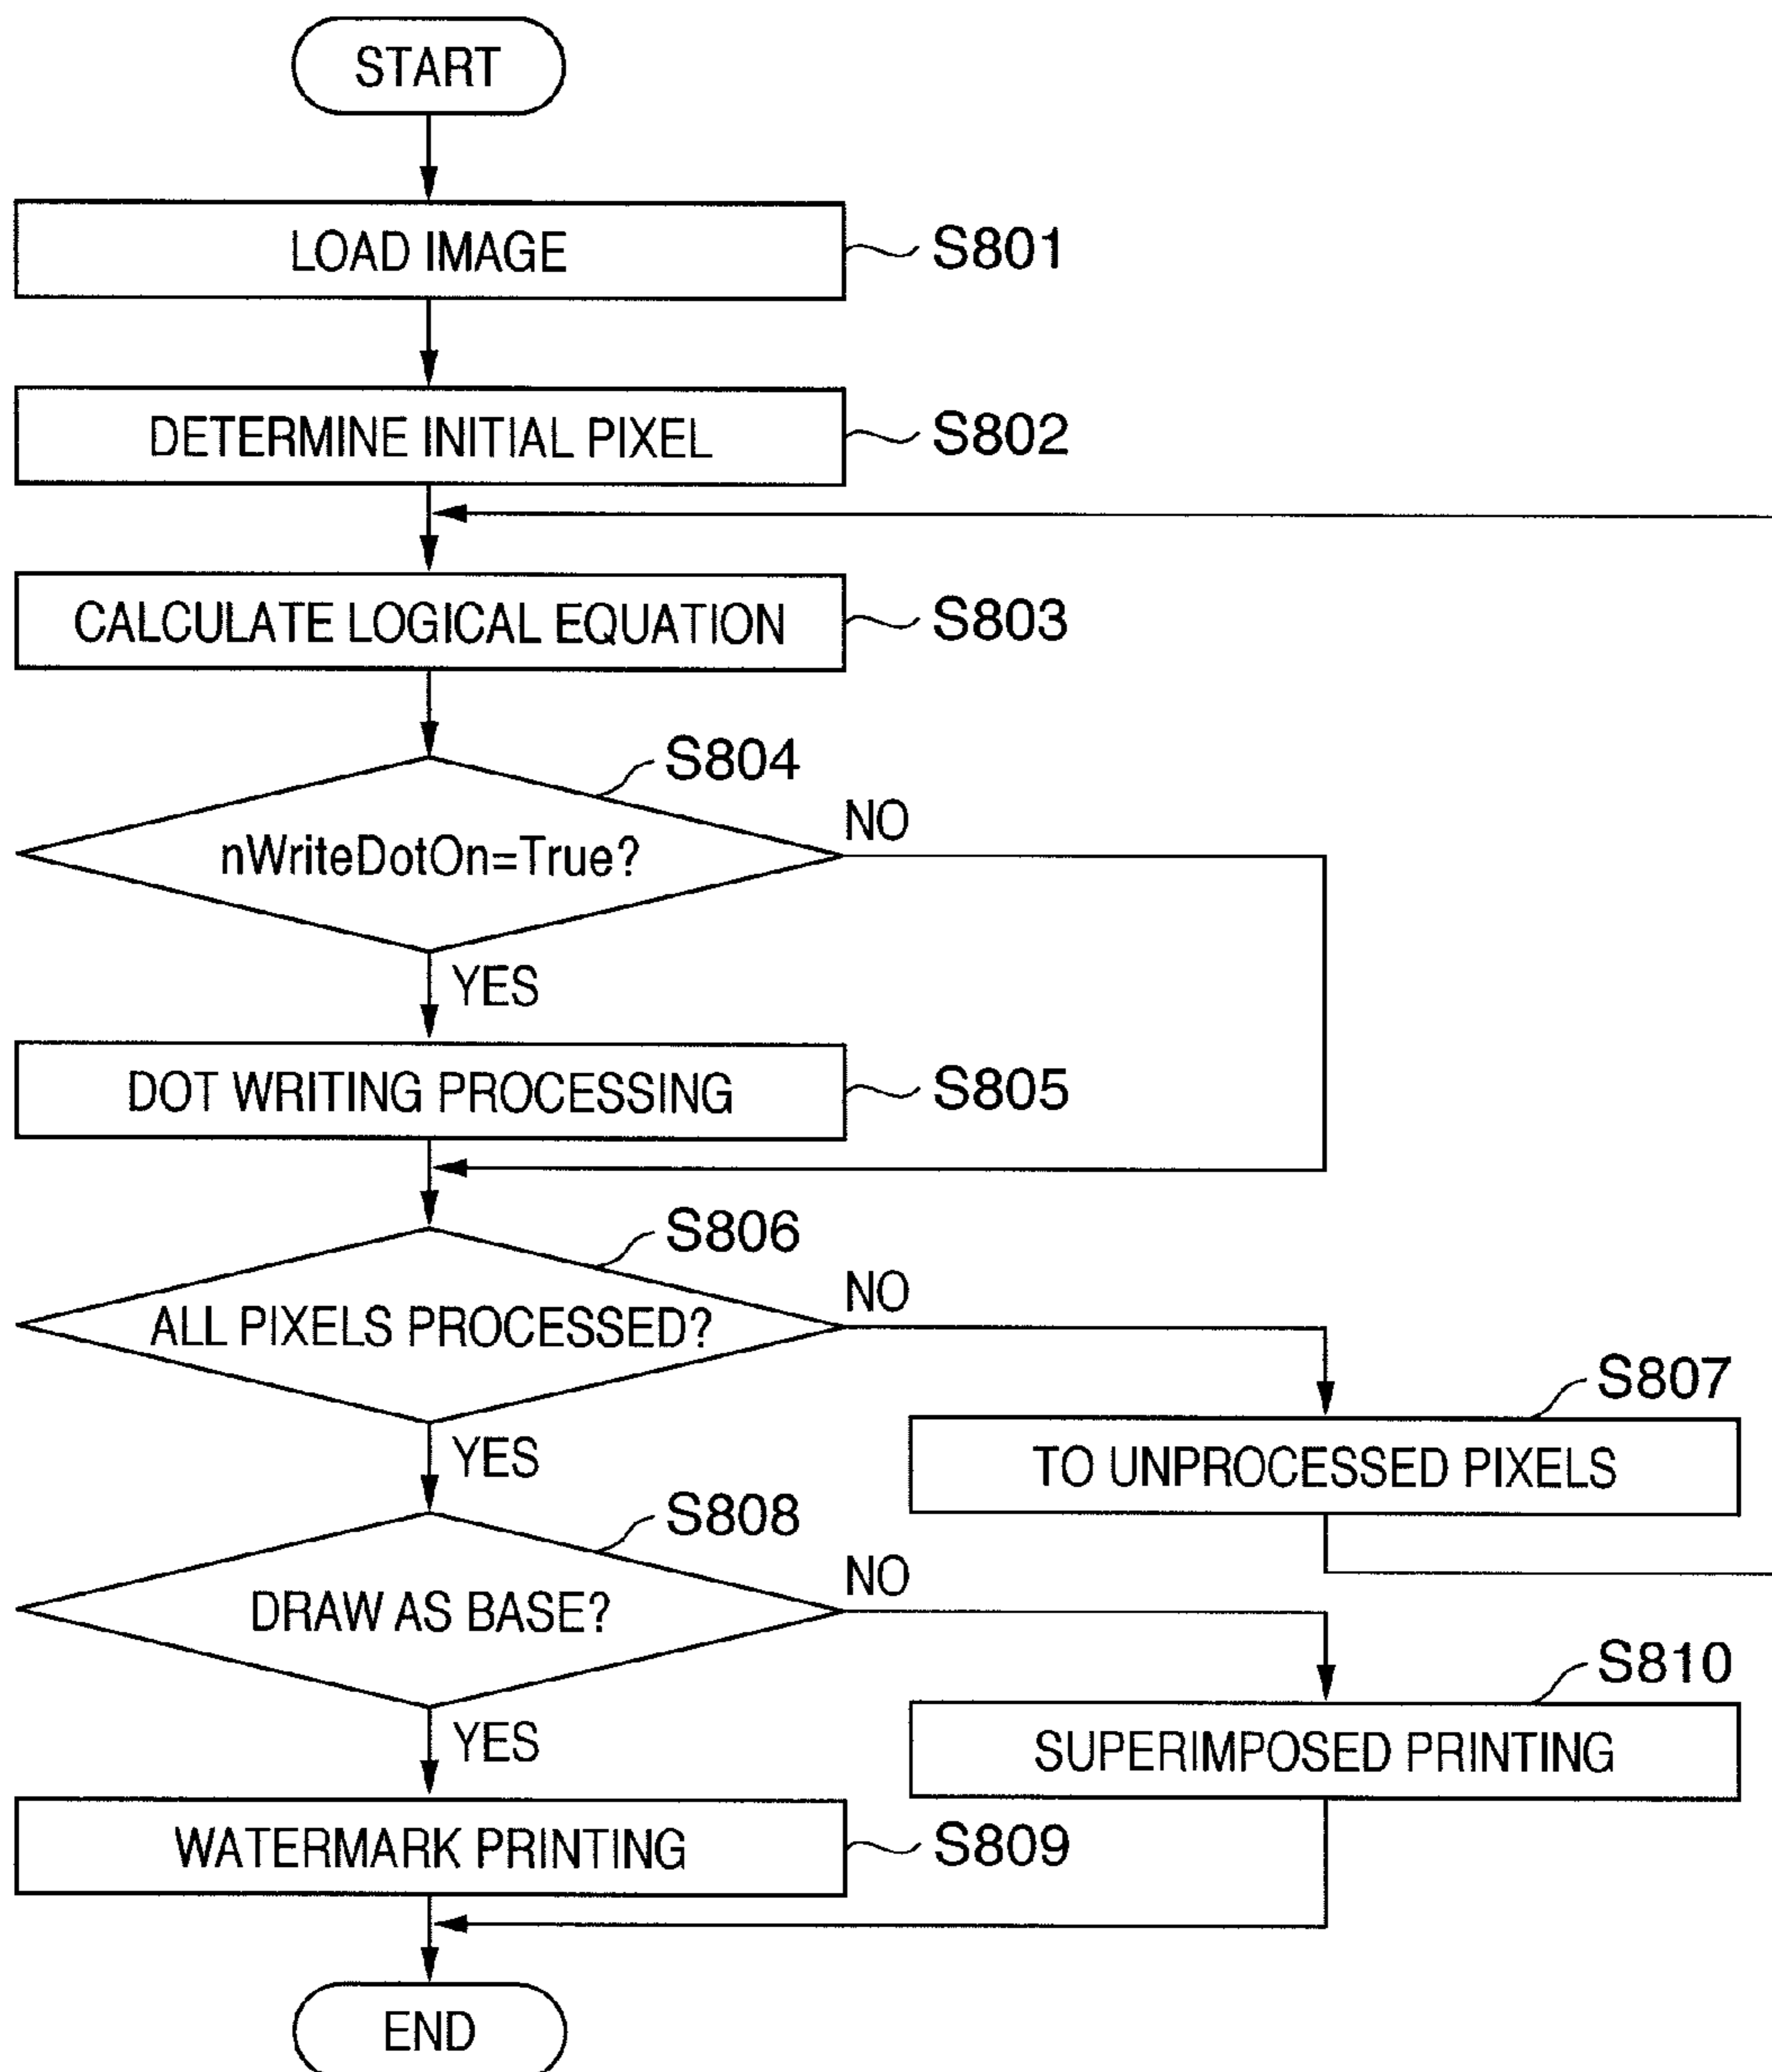 START
LOAD IMAGE
S801
DETERMINE INITIAL PIXEL
S802
CALCULATE LOGICAL EQUATION
S803
S804
nWriteDotOn=True?
NO
YES
DOT WRITING PROCESSING
S805
S806
ALL PIXELS PROCESSED?
NO
YES
S807
TO UNPROCESSED PIXELS
S808
DRAW AS BASE?
NO
YES
S810
SUPERIMPOSED PRINTING
WATERMARK PRINTING
S809
END